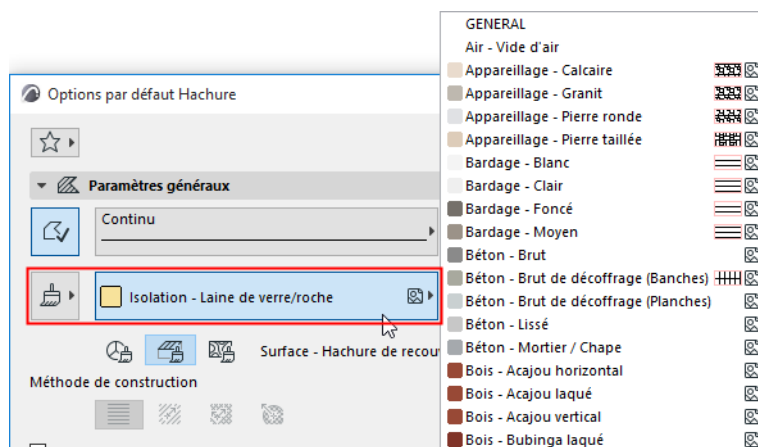 Options par défaut Hachure
Paramètres généraux
Continu
Isolation - Laine de verre/roche
Surface - Hachure de recou
Méthode de construction
GENERAL
Air - Vide d'air
Appareillage - Calcaire
Appareillage - Granit
Appareillage - Pierre ronde
Appareillage - Pierre taillée
Bardage - Blanc
Bardage - Clair
Bardage - Foncé
Bardage - Moyen
Béton - Brut
Béton - Brut de décoffrage (Banches)
Béton - Brut de décoffrage (Planches)
Béton - Lissé
Béton - Mortier / Chape
Bois - Acajou horizontal
Bois - Acajou laqué
Bois - Acajou vertical
Bois - Bubinga laqué